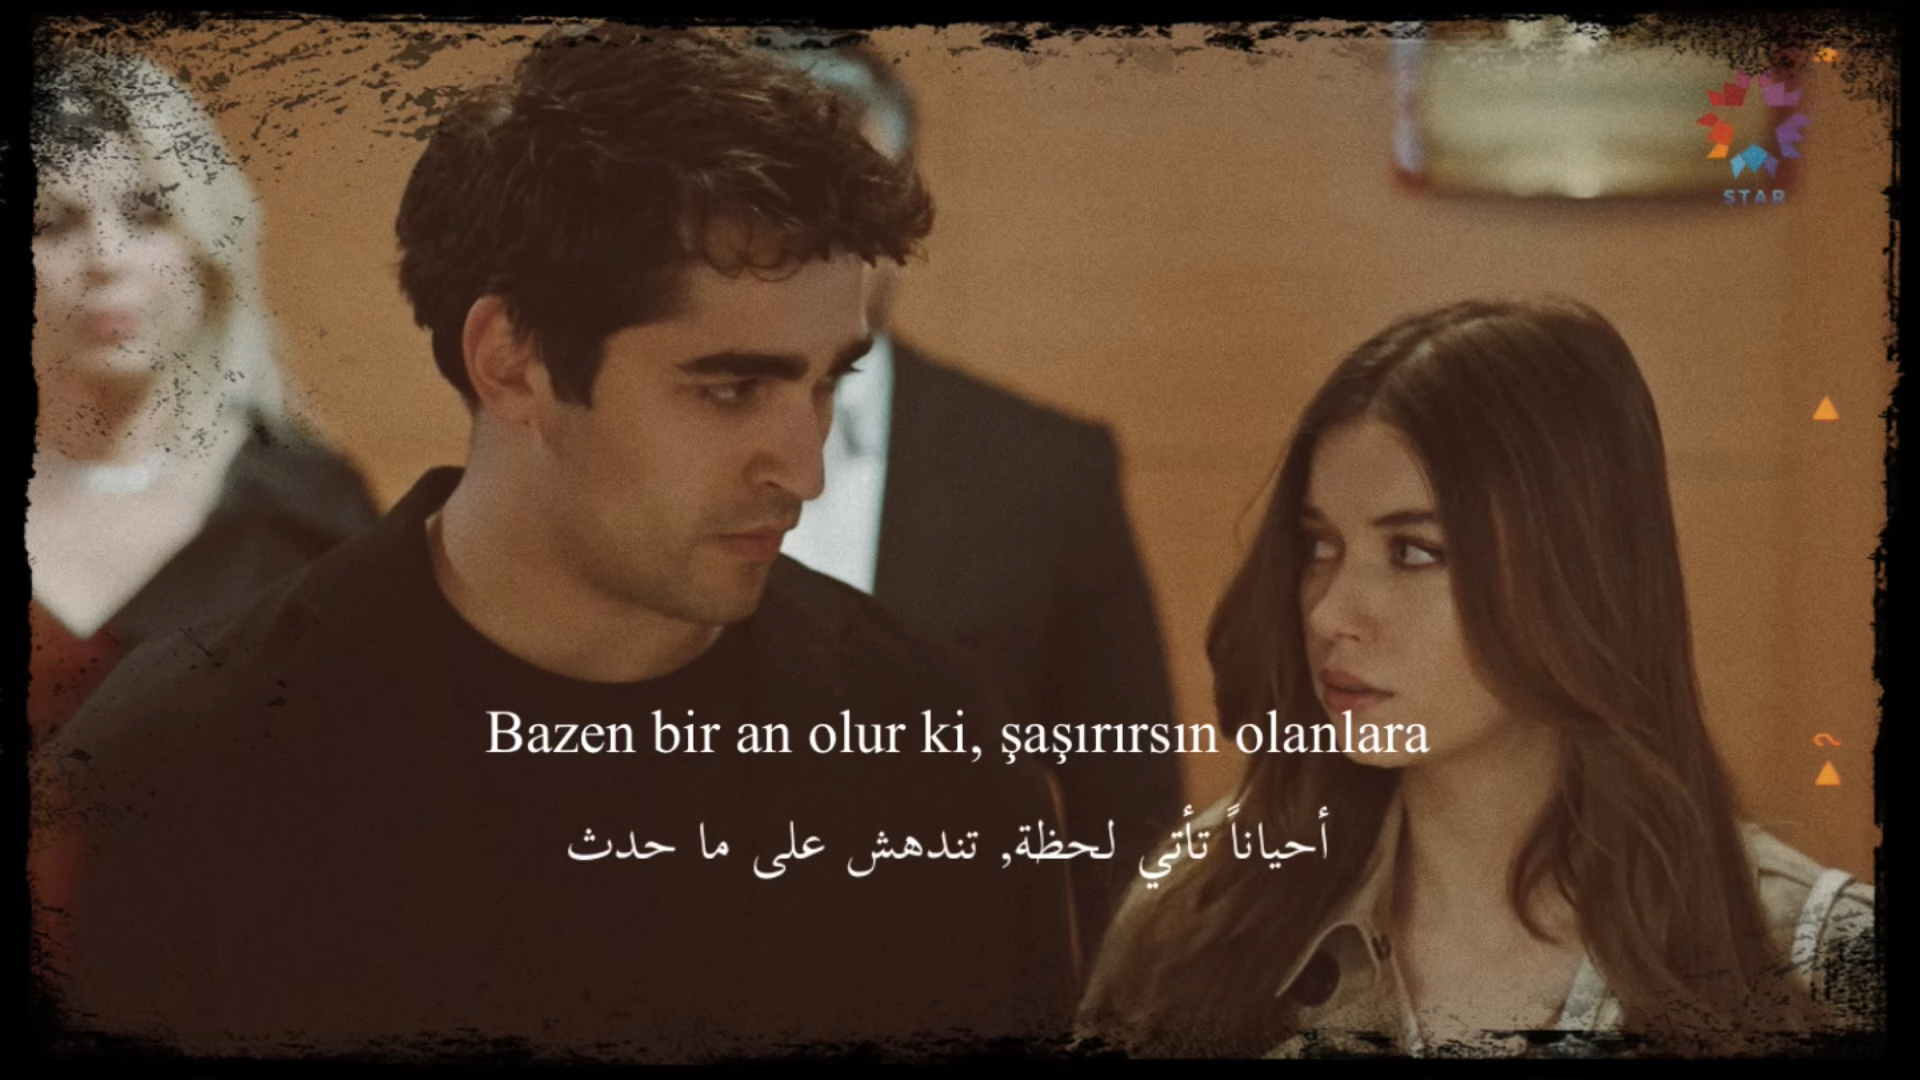 STAR
Bazen bir an olur ki, şaşırırsın olanlara
أحياناً تأتي لحظة, تندهش على ما حدث